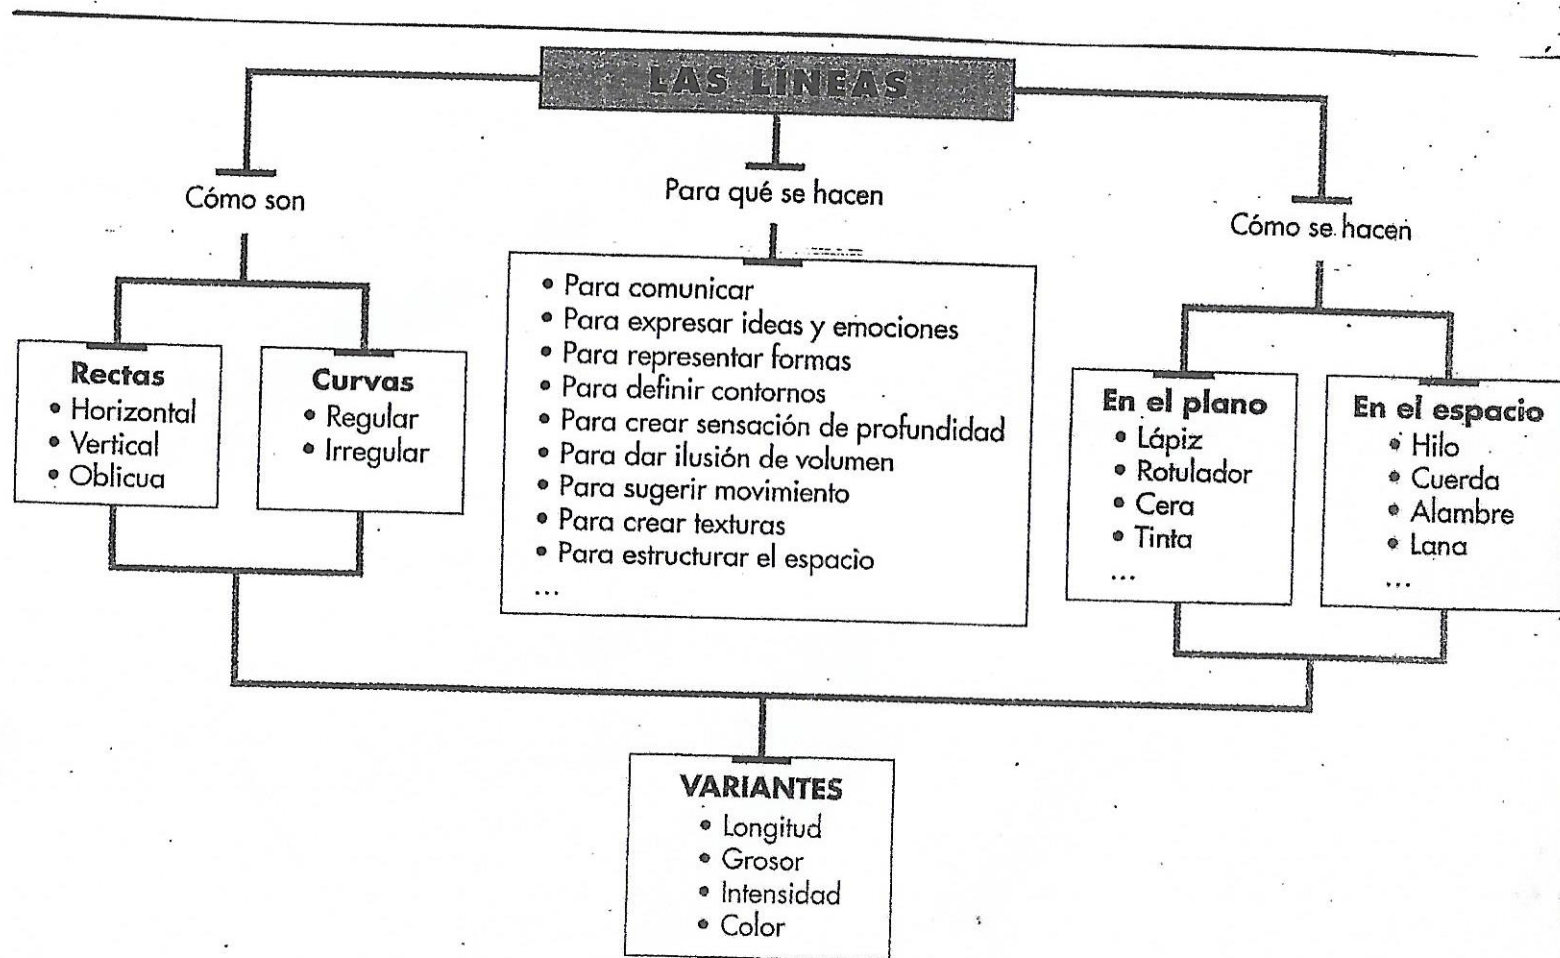 LAS LÍNEAS
Cómo son
Rectas
• Horizontal
• Vertical
• Oblicua
Curvas
• Regular
• Irregular
Para qué se hacen
• Para comunicar
• Para expresar ideas y emociones
• Para representar formas
• Para definir contornos
• Para crear sensación de profundidad
• Para dar ilusión de volumen
• Para sugerir movimiento
• Para crear texturas
• Para estructurar el espacio
...
Cómo se hacen
En el plano
• Lápiz
• Rotulador
• Cera
• Tinta
...
En el espacio
• Hilo
• Cuerda
• Alambre
• Lana
...
VARIANTES
• Longitud
• Grosor
• Intensidad
• Color